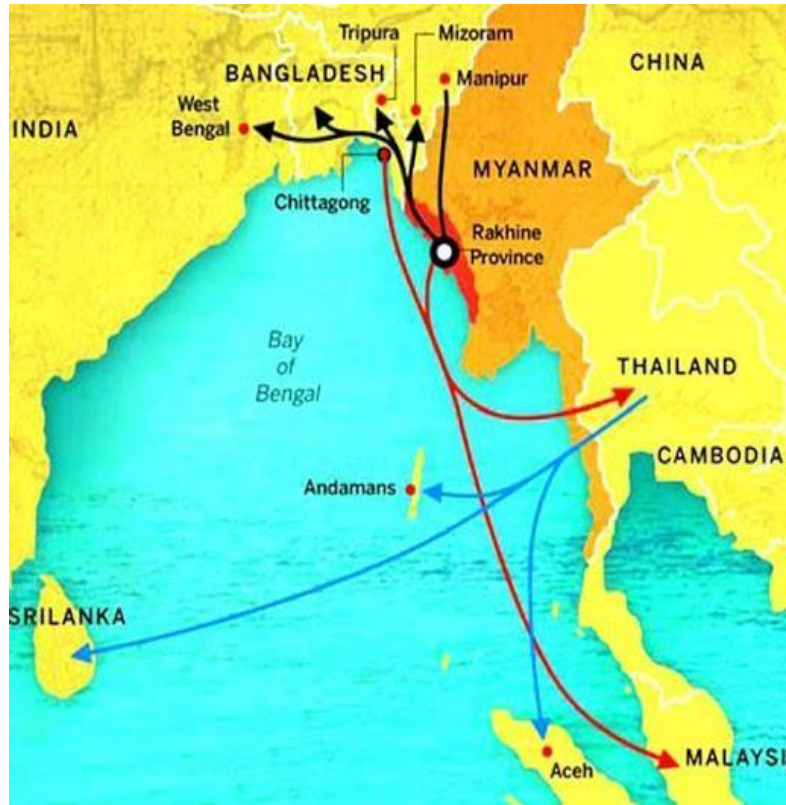 Tripura
Mizoram
BANGLADESH
Manipur
CHINA
West
Bengal
INDIA
MYANMAR
Chittagong
Rakhine
Province
Bay
of
Bengal
THAILAND
CAMBODIA
Andamans
SRILANKA
MALAYSI
Aceh